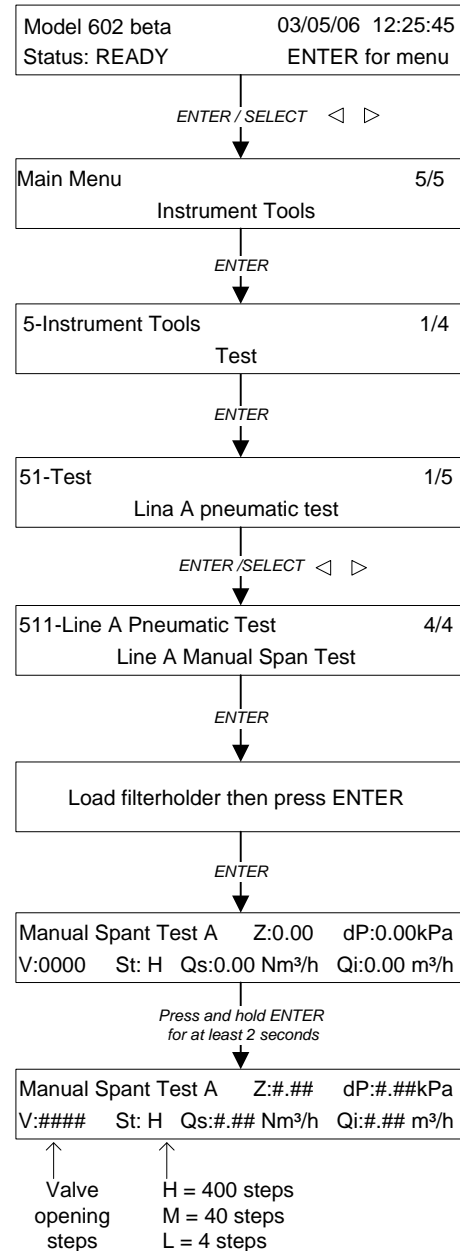 Model 602 beta 03/05/06 12:25:45
Status: READY ENTER for menu
ENTER / SELECT ◁ ▷
Main Menu 5/5
Instrument Tools
ENTER
5-Instrument Tools 1/4
Test
ENTER
51-Test 1/5
Lina A pneumatic test
ENTER /SELECT ◁ ▷
511-Line A Pneumatic Test 4/4
Line A Manual Span Test
ENTER
Load filterholder then press ENTER
ENTER
Manual Spant Test A Z:0.00 dP:0.00kPa
V:0000 St: H Qs:0.00 Nm³/h Qi:0.00 m³/h
Press and hold ENTER
for at least 2 seconds
Manual Spant Test A Z:#.## dP:#.##kPa
V:#### St: H Qs:#.## Nm³/h Qi:#.## m³/h
Valve
opening
steps
H = 400 steps
M = 40 steps
L = 4 steps